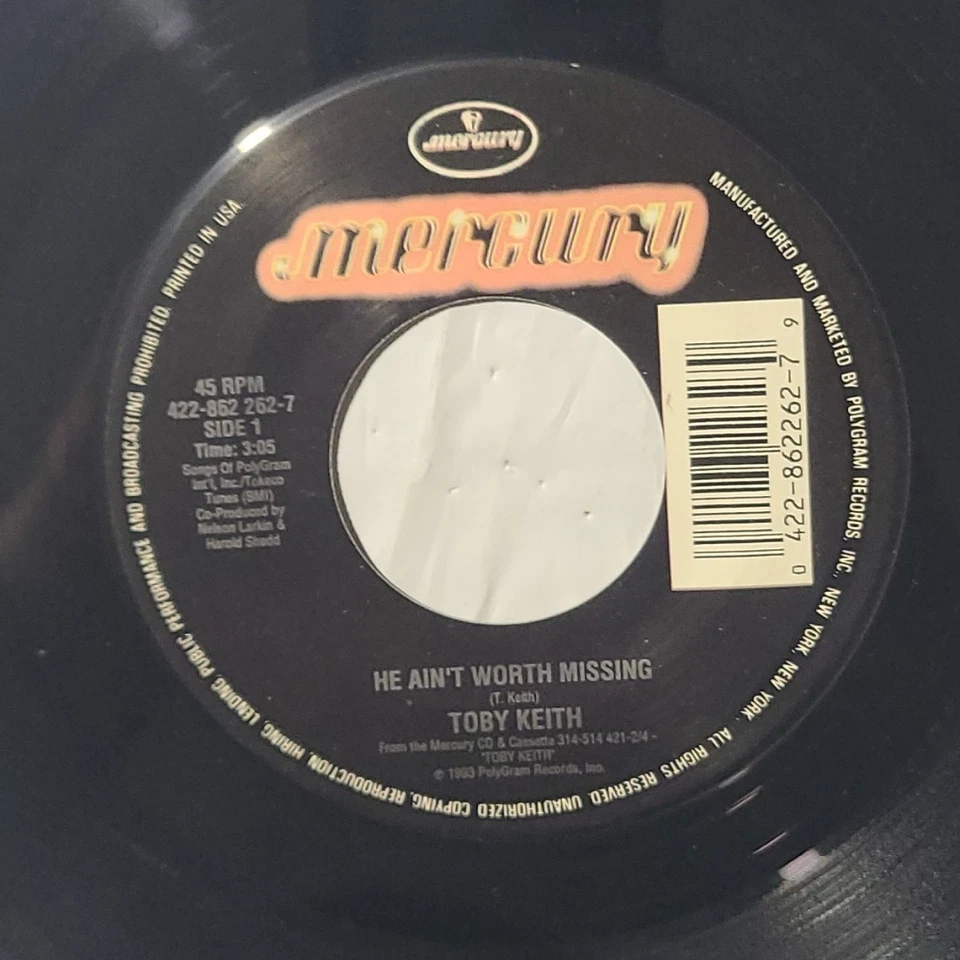 mercury
mercury
45 RPM
422-862 262-7
SIDE 1
Time: 3:05
Songs Of PolyGram
Int'l, Inc./Tokeco
Tunes (BMI)
Co-Produced by
Nelson Larkin &
Harold Shedd
0 422-862262-7 9
HE AIN'T WORTH MISSING
(T. Keith)
TOBY KEITH
From the Mercury CD & Cassette 314-514 421-2/4 -
"TOBY KEITH"
℗ 1993 PolyGram Records, Inc.
MANUFACTURED AND MARKETED BY POLYGRAM RECORDS, INC., NEW YORK, NEW YORK. ALL RIGHTS RESERVED. UNAUTHORIZED COPYING, REPRODUCTION, HIRING, LENDING, PUBLIC PERFORMANCE AND BROADCASTING PROHIBITED. PRINTED IN USA.